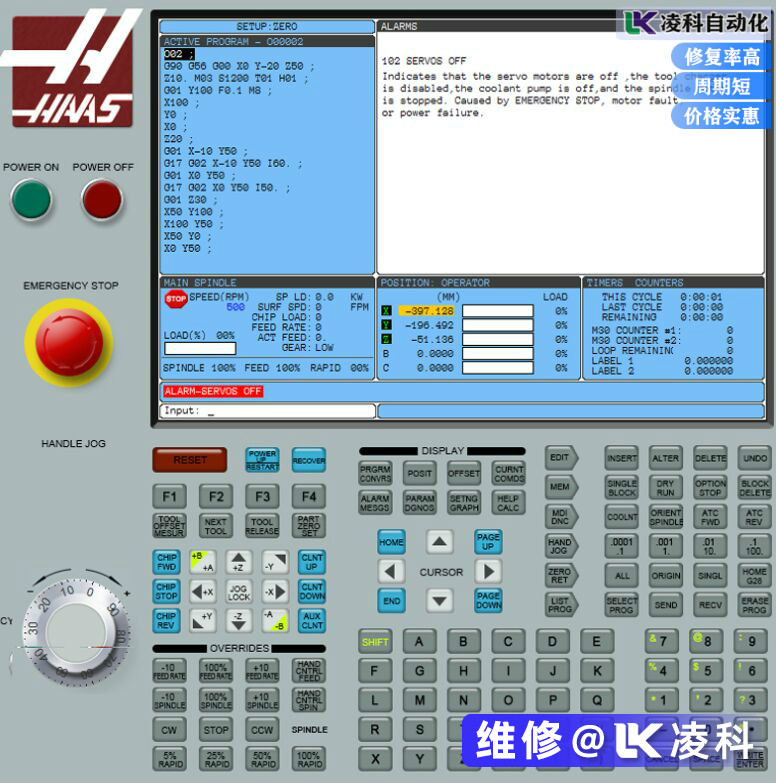 HAAS
POWER ON
POWER OFF
EMERGENCY STOP
HANDLE JOG
SETUP:ZERO
ACTIVE PROGRAM - O00002
O02 ;
G90 G56 G00 X0 Y-20 Z50 ;
Z10. M03 S1200 T01 H01 ;
G01 Y100 F0.1 M8 ;
X100 ;
Y0 ;
X0 ;
Z20 ;
G01 X-10 Y50 ;
G17 G02 X-10 Y50 I60. ;
G01 X0 Y50 ;
G17 G02 X0 Y50 I50. ;
G01 Z30 ;
X50 Y100 ;
X100 Y50 ;
X50 Y0 ;
X0 Y50 ;
ALARMS
LK凌科自动化
修复率高
周期短
价格实惠
102 SERVOS OFF
Indicates that the servo motors are off ,the tool
is disabled,the coolant pump is off,and the
is stopped. Caused by EMERGENCY STOP, motor fault,
or power failure.
MAIN SPINDLE
STOP
SPEED(RPM)
500
SP LD: 0.0 KW
SURF SPD: 0 FPM
CHIP LOAD: 0
FEED RATE: 0
ACT FEED: 0.
GEAR: LOW
LOAD(%) 00%
SPINDLE 100% FEED 100% RAPID 00%
POSITION: OPERATOR
(MM) LOAD
X -397.128 0%
Y -196.492 0%
Z -51.136 0%
B 0.0000 0%
C 0.0000 0%
TIMERS COUNTERS
THIS CYCLE 0:00:01
LAST CYCLE 0:00:00
REMAINING 0:00:00
M30 COUNTER #1: 0
M30 COUNTER #2: 0
LOOP REMAINING 0
LABEL 1 0.000000
LABEL 2 0.000000
ALARM-SERVOS OFF
Input: _
RESET
POWER UP RESTART
RECOVER
F1 F2 F3 F4
TOOL OFFSET MESUR
NEXT TOOL
TOOL RELEASE
PART ZERO SET
CHIP FWD
+B +A
+Z
-Y
CLNT UP
CHIP STOP
+X
JOG LOCK
-X
CLNT DOWN
CHIP REV
+Y
-Z
-A -B
AUX CLNT
OVERRIDES
-10 FEED RATE
100% FEED RATE
+10 FEED RATE
HAND CNTRL FEED
-10 SPINDLE
100% SPINDLE
+10 SPINDLE
HAND CNTRL SPIN
CW STOP CCW SPINDLE
5% RAPID
25% RAPID
50% RAPID
100% RAPID
DISPLAY
PRGRM CONVRS
POSIT
OFFSET
CURNT COMDS
ALARM MESGS
PARAM DGNOS
SETNG GRAPH
HELP CALC
HOME
PAGE UP
CURSOR
END
PAGE DOWN
EDIT INSERT ALTER DELETE UNDO
MEM
SINGLE BLOCK
DRY RUN
OPTION STOP
BLOCK DELETE
MDI DNC
COOLNT
ORIENT SPINDLE
ATC FWD
ATC REV
HAND JOG
.0001 .1
.001 1.
.01 10.
.1 100.
ZERO RET
ALL ORIGIN SINGL
HOME G28
LIST PROG
SELECT PROG
SEND RECV
ERASE PROG
SHIFT A B C D E
F G H I J K
L M N O P Q
R S
X Y
& 7 @ 8 : 9
% 4 $ 5 6
* 1 ' 2 ? 3
WRITE ENTER
10 0 90 80
20
30
维修@LK凌科